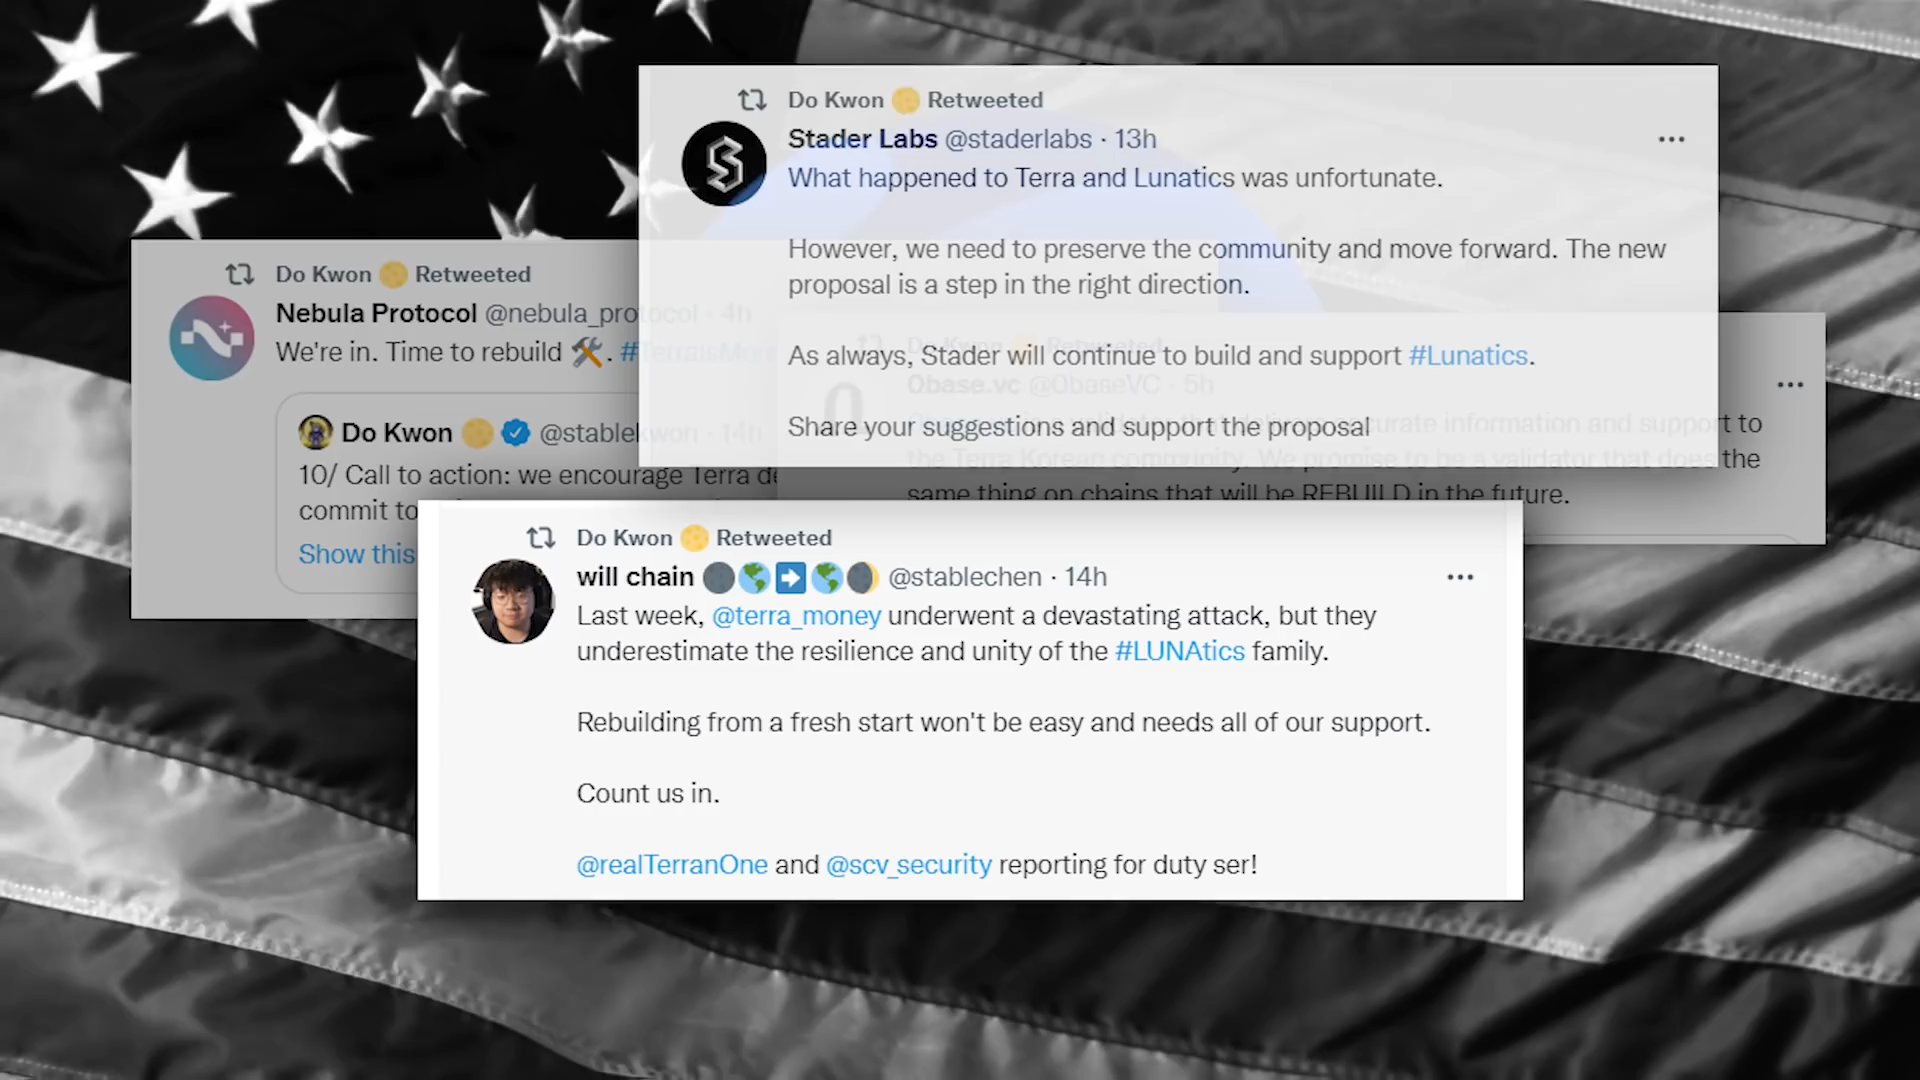 Do Kwon Retweeted
Stader Labs @staderlabs · 13h
What happened to Terra and Lunatics was unfortunate.
However, we need to preserve the community and move forward. The new
proposal is a step in the right direction.
As always, Stader will continue to build and support #Lunatics.
Share your suggestions and support the proposal
Do Kwon Retweeted
Nebula Protocol @nebula_protocol · 4h
We're in. Time to rebuild 🛠️. #
Do Kwon @stablekwon · 14h
10/ Call to action: we encourage Terra de
commit to
Show this
Do Kwon Retweeted
0base.vc @0baseVC · 5h
accurate information and support to
the Terra Korean community. We promise to be a validator that does the
same thing on chains that will be REBUILD in the future.
Do Kwon Retweeted
will chain 🌑🌎➡️🌎🌒 @stablechen · 14h
Last week, @terra_money underwent a devastating attack, but they
underestimate the resilience and unity of the #LUNAtics family.
Rebuilding from a fresh start won't be easy and needs all of our support.
Count us in.
@realTerranOne and @scv_security reporting for duty ser!